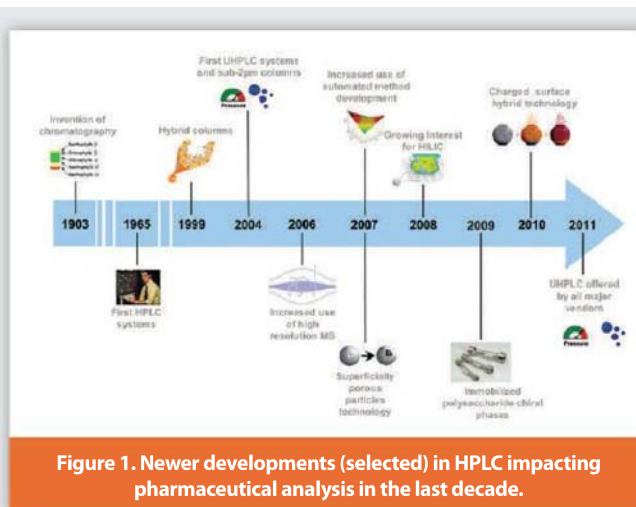 First UHPLC systems
and sub-2µm columns
Increased use of
automated method
development
Charged surface
hybrid technology
Invention of
chromatography
Hybrid columns
Growing Interest
for HILIC
Pressure
1903
1965
1999
2004
2006
2007
2008
2009
2010
2011
First HPLC
systems
Increased use
of high
resolution MS
UHPLC offered
by all major
vendors
Pressure
Superficially
porous
particles
technology
Immobilized
polysaccharide-chiral
phases
Figure 1. Newer developments (selected) in HPLC impacting
pharmaceutical analysis in the last decade.